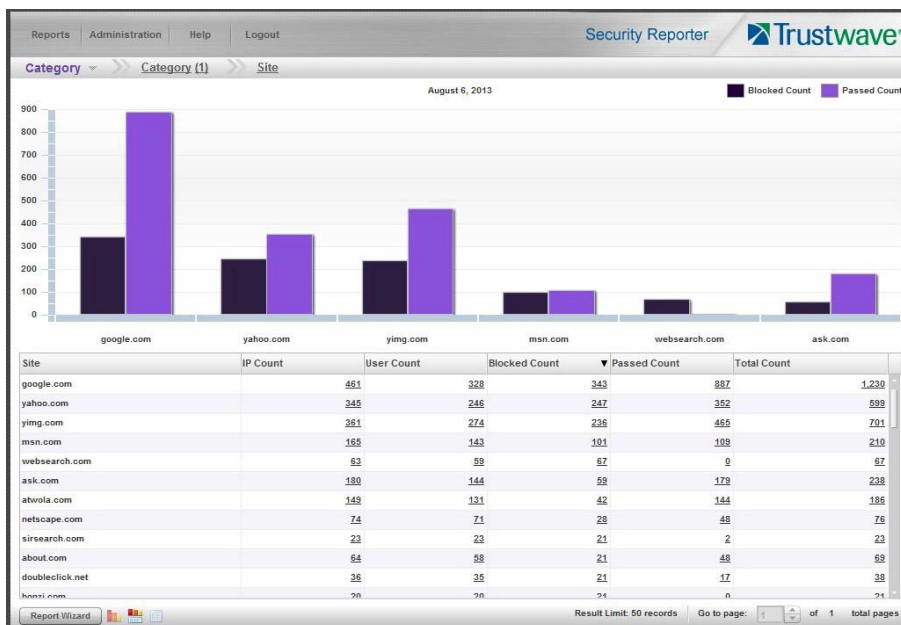 Reports Administration Help Logout
Security Reporter Trustwave
Category Category (1) Site
August 6, 2013
Blocked Count Passed Count
900
800
700
600
500
400
300
200
100
0
google.com yahoo.com yimg.com msn.com websearch.com ask.com
Site IP Count User Count Blocked Count ▼ Passed Count Total Count
google.com 461 328 343 887 1,230
yahoo.com 345 246 247 352 599
yimg.com 361 274 236 465 701
msn.com 165 143 101 109 210
websearch.com 63 59 67 0 67
ask.com 180 144 59 179 238
atwola.com 149 131 42 144 186
netscape.com 74 71 28 48 76
sirsearch.com 23 23 21 2 23
about.com 64 58 21 48 69
doubleclick.net 36 35 21 17 38
bonzi.com 20 20 21 0 21
Report Wizard Result Limit: 50 records Go to page: 1 of 1 total pages